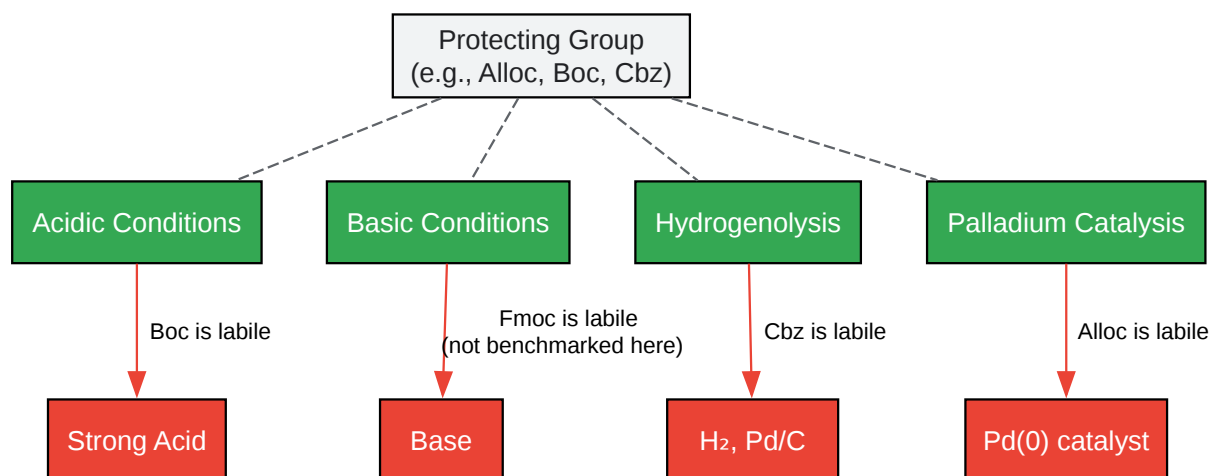 Protecting Group
(e.g., Alloc, Boc, Cbz)
Acidic Conditions
Basic Conditions
Hydrogenolysis
Palladium Catalysis
Boc is labile
Fmoc is labile
(not benchmarked here)
Cbz is labile
Alloc is labile
Strong Acid
Base
H₂, Pd/C
Pd(0) catalyst